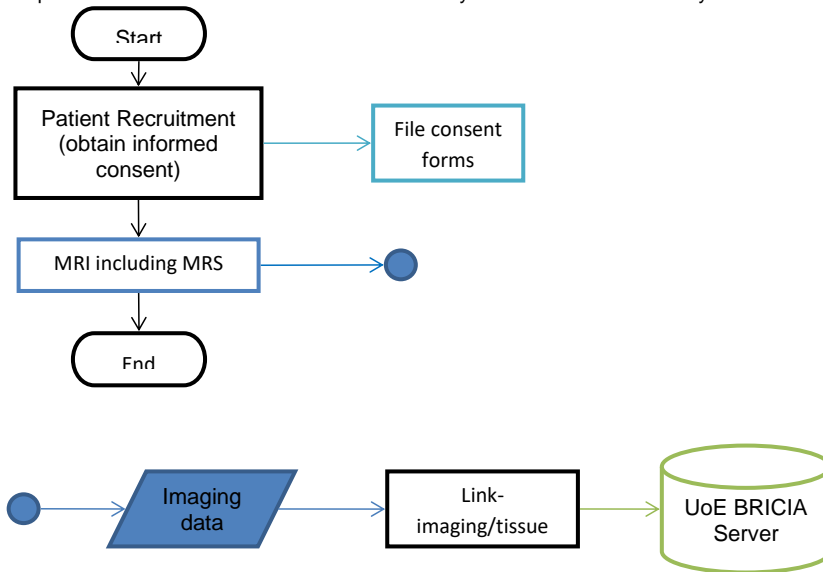 Start
Patient Recruitment
(obtain informed
consent)
File consent
forms
MRI including MRS
End
Imaging
data
Link-
imaging/tissue
UoE BRICIA
Server